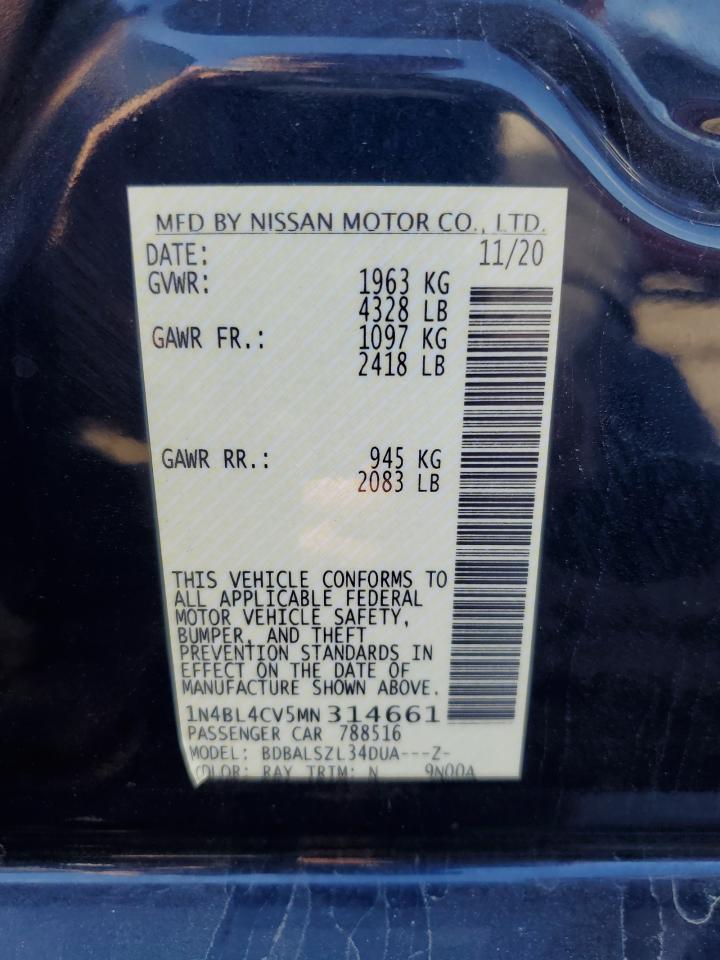 MFD BY NISSAN MOTOR CO., LTD.
DATE: 11/20
GVWR: 1963 KG
4328 LB
GAWR FR.: 1097 KG
2418 LB
GAWR RR.: 945 KG
2083 LB
THIS VEHICLE CONFORMS TO
ALL APPLICABLE FEDERAL
MOTOR VEHICLE SAFETY,
BUMPER, AND THEFT
PREVENTION STANDARDS IN
EFFECT ON THE DATE OF
MANUFACTURE SHOWN ABOVE.
1N4BL4CV5MN314661
PASSENGER CAR 788516
MODEL: BDBALSZL34DUA---Z-
COLOR: RAY TRIM: N 9N00A